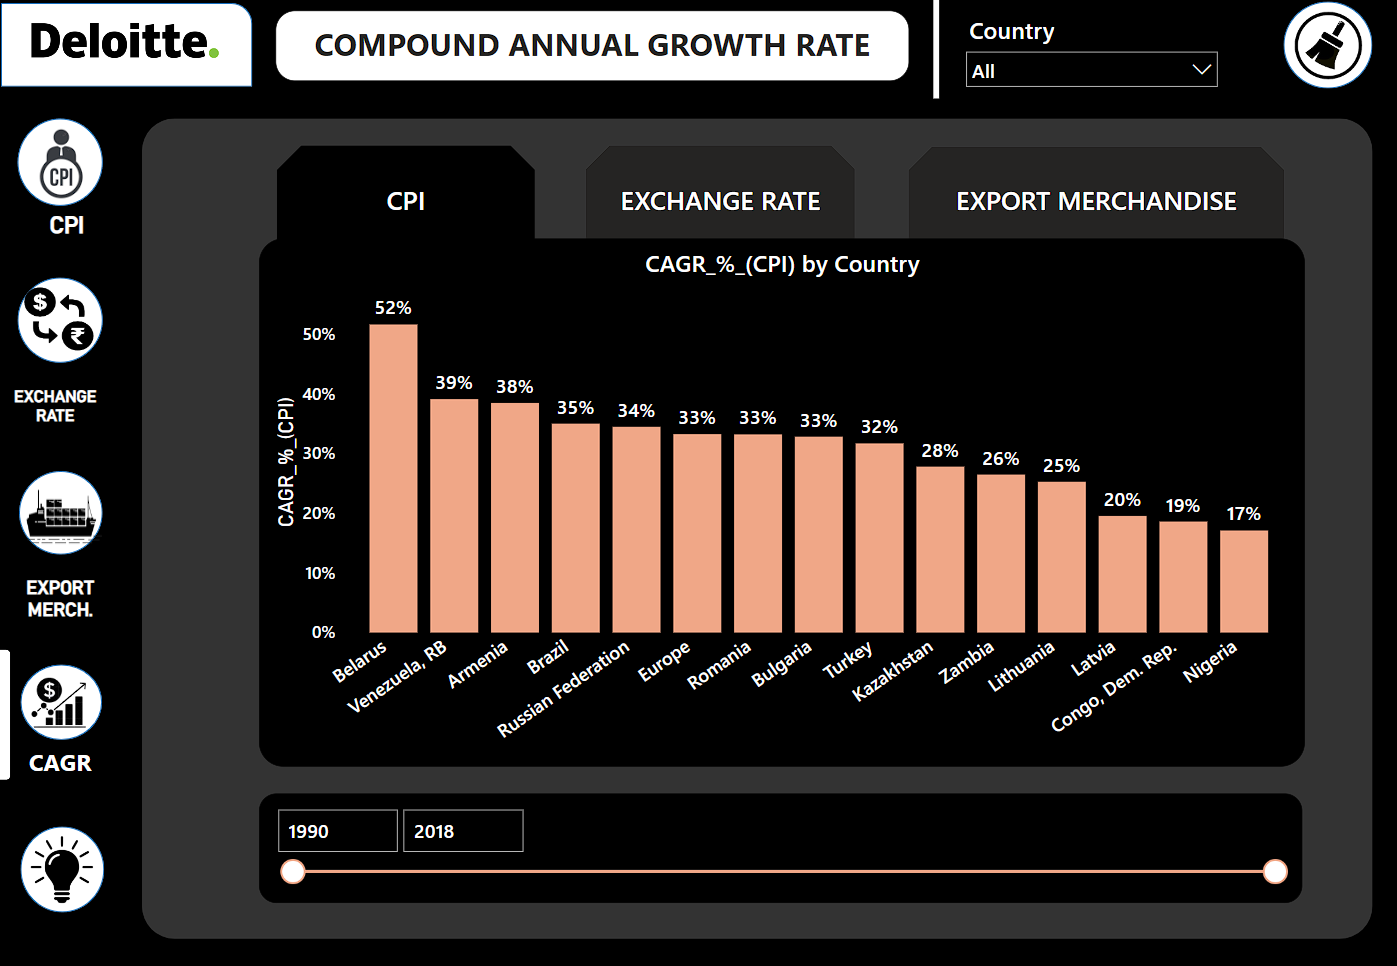 Deloitte.
COMPOUND ANNUAL GROWTH RATE
Country
All
CPI
CPI
$
₹
EXCHANGE
RATE
EXPORT
MERCH.
$
CAGR
CPI
EXCHANGE RATE
EXPORT MERCHANDISE
CAGR_%_(CPI) by Country
CAGR_%_(CPI)
50%
40%
30%
20%
10%
0%
52%
39%
38%
35%
34%
33%
33%
33%
32%
28%
26%
25%
20%
19%
17%
Belarus
Venezuela, RB
Armenia
Brazil
Russian Federation
Europe
Romania
Bulgaria
Turkey
Kazakhstan
Zambia
Lithuania
Latvia
Congo, Dem. Rep.
Nigeria
1990
2018